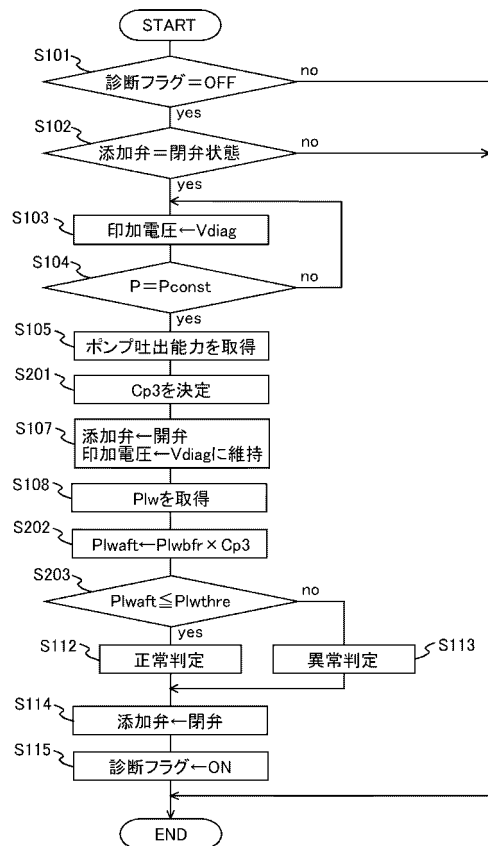 START
S101
診断フラグ=OFF
no
yes
S102
添加弁=閉弁状態
no
yes
S103
印加電圧←Vdiag
S104
P=Pconst
no
yes
S105
ポンプ吐出能力を取得
S201
Cp3を決定
S107
添加弁←開弁
印加電圧←Vdiagに維持
S108
Plwを取得
S202
Plwaft←Plwbfr×Cp3
S203
Plwaft≦Plwthre
no
yes
S112
正常判定
異常判定
S113
S114
添加弁←閉弁
S115
診断フラグ←ON
END